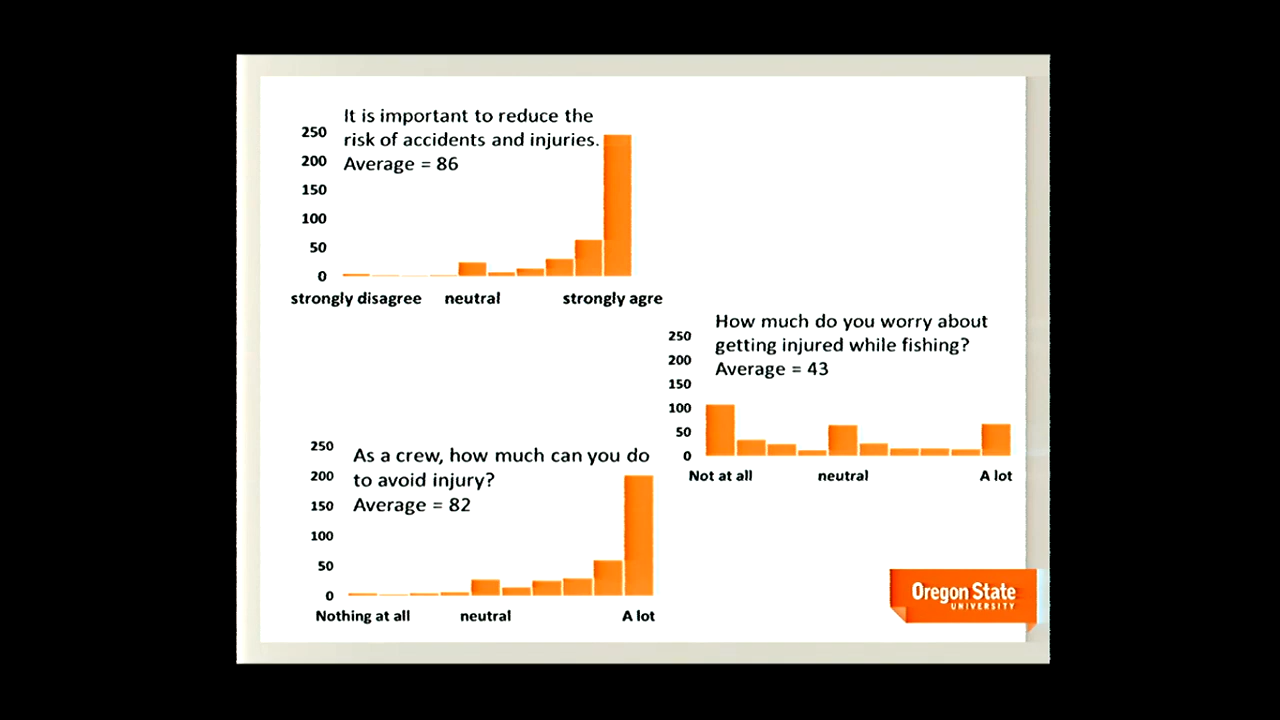 It is important to reduce the
risk of accidents and injuries.
Average = 86
250
200
150
100
50
0
strongly disagree neutral strongly agre
How much do you worry about
getting injured while fishing?
Average = 43
250
200
150
100
50
0
Not at all neutral A lot
As a crew, how much can you do
to avoid injury?
Average = 82
250
200
150
100
50
0
Nothing at all neutral A lot
Oregon State
UNIVERSITY